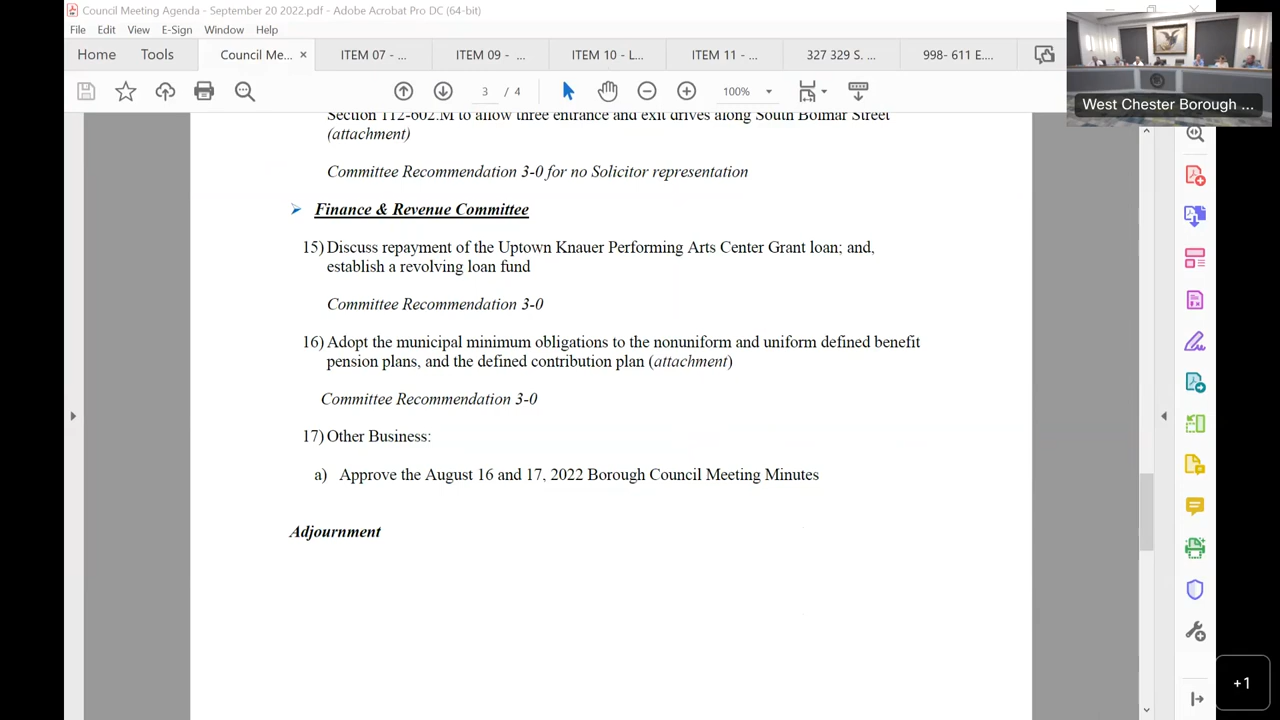 Council Meeting Agenda - September 20 2022.pdf - Adobe Acrobat Pro DC (64-bit)
File Edit View E-Sign Window Help
Home Tools Council Me... × ITEM 07 - ... ITEM 09 - ... ITEM 10 - L... ITEM 11 - ... 327 329 S. ... 998- 611 E....
3 / 4 100%
West Chester Borough ...
Section 112-602.M to allow three entrance and exit drives along South Bolmar Street
(attachment)
Committee Recommendation 3-0 for no Solicitor representation
➢ Finance & Revenue Committee
15) Discuss repayment of the Uptown Knauer Performing Arts Center Grant loan; and,
establish a revolving loan fund
Committee Recommendation 3-0
16) Adopt the municipal minimum obligations to the nonuniform and uniform defined benefit
pension plans, and the defined contribution plan (attachment)
Committee Recommendation 3-0
17) Other Business:
a) Approve the August 16 and 17, 2022 Borough Council Meeting Minutes
Adjournment
+1